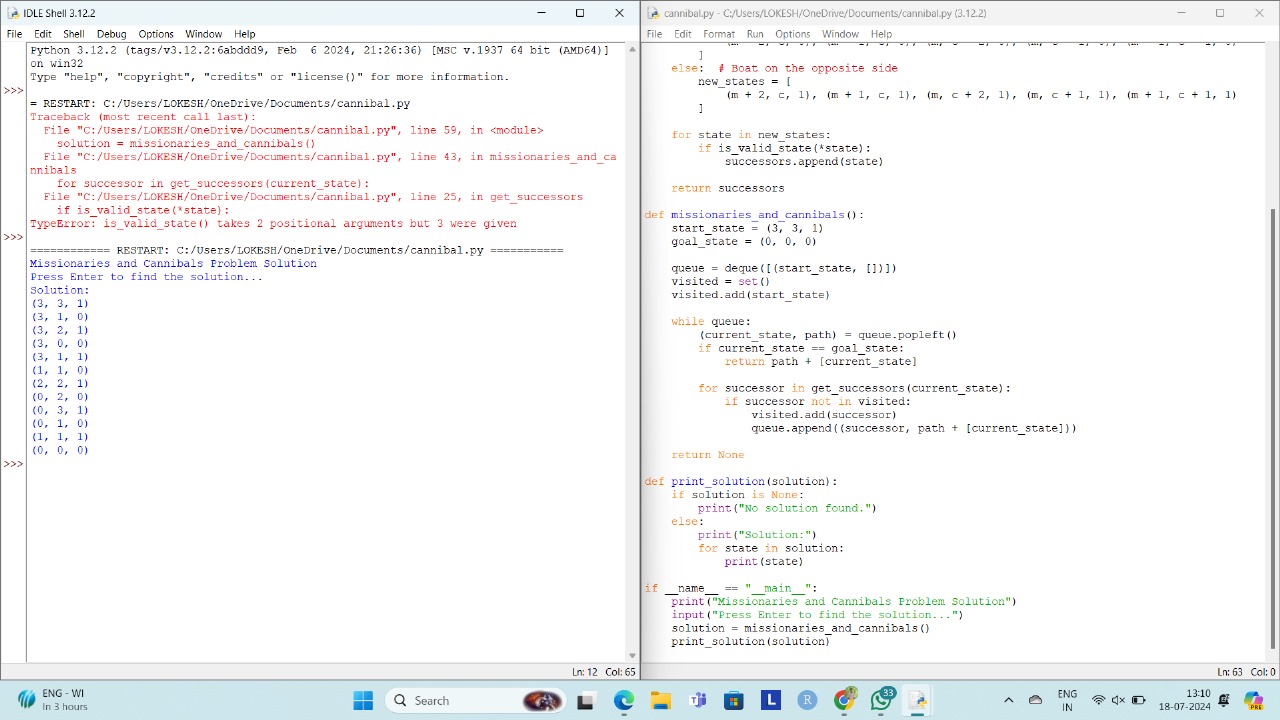 IDLE Shell 3.12.2
File Edit Shell Debug Options Window Help
Python 3.12.2 (tags/v3.12.2:6abddd9, Feb  6 2024, 21:26:36) [MSC v.1937 64 bit (AMD64)]
on win32
Type "help", "copyright", "credits" or "license()" for more information.
>>>
= RESTART: C:/Users/LOKESH/OneDrive/Documents/cannibal.py
Traceback (most recent call last):
  File "C:/Users/LOKESH/OneDrive/Documents/cannibal.py", line 59, in <module>
    solution = missionaries_and_cannibals()
  File "C:/Users/LOKESH/OneDrive/Documents/cannibal.py", line 43, in missionaries_and_ca
nnibals
    for successor in get_successors(current_state):
  File "C:/Users/LOKESH/OneDrive/Documents/cannibal.py", line 25, in get_successors
    if is_valid_state(*state):
TypeError: is_valid_state() takes 2 positional arguments but 3 were given
>>>
============ RESTART: C:/Users/LOKESH/OneDrive/Documents/cannibal.py ===========
Missionaries and Cannibals Problem Solution
Press Enter to find the solution...
Solution:
(3, 3, 1)
(3, 1, 0)
(3, 2, 1)
(3, 0, 0)
(3, 1, 1)
(1, 1, 0)
(2, 2, 1)
(0, 2, 0)
(0, 3, 1)
(0, 1, 0)
(1, 1, 1)
(0, 0, 0)
>>>
Ln: 12 Col: 65
cannibal.py - C:/Users/LOKESH/OneDrive/Documents/cannibal.py (3.12.2)
File Edit Format Run Options Window Help
        ]
    else:  # Boat on the opposite side
        new_states = [
            (m + 2, c, 1), (m + 1, c, 1), (m, c + 2, 1), (m, c + 1, 1), (m + 1, c + 1, 1)
        ]
    for state in new_states:
        if is_valid_state(*state):
            successors.append(state)
    return successors
def missionaries_and_cannibals():
    start_state = (3, 3, 1)
    goal_state = (0, 0, 0)
    queue = deque([(start_state, [])])
    visited = set()
    visited.add(start_state)
    while queue:
        (current_state, path) = queue.popleft()
        if current_state == goal_state:
            return path + [current_state]
        for successor in get_successors(current_state):
            if successor not in visited:
                visited.add(successor)
                queue.append((successor, path + [current_state]))
    return None
def print_solution(solution):
    if solution is None:
        print("No solution found.")
    else:
        print("Solution:")
        for state in solution:
            print(state)
if __name__ == "__main__":
    print("Missionaries and Cannibals Problem Solution")
    input("Press Enter to find the solution...")
    solution = missionaries_and_cannibals()
    print_solution(solution)
Ln: 63 Col: 0
ENG - WI
In 3 hours
Search
L
R
33
ENG
IN
13:10
18-07-2024
PRE